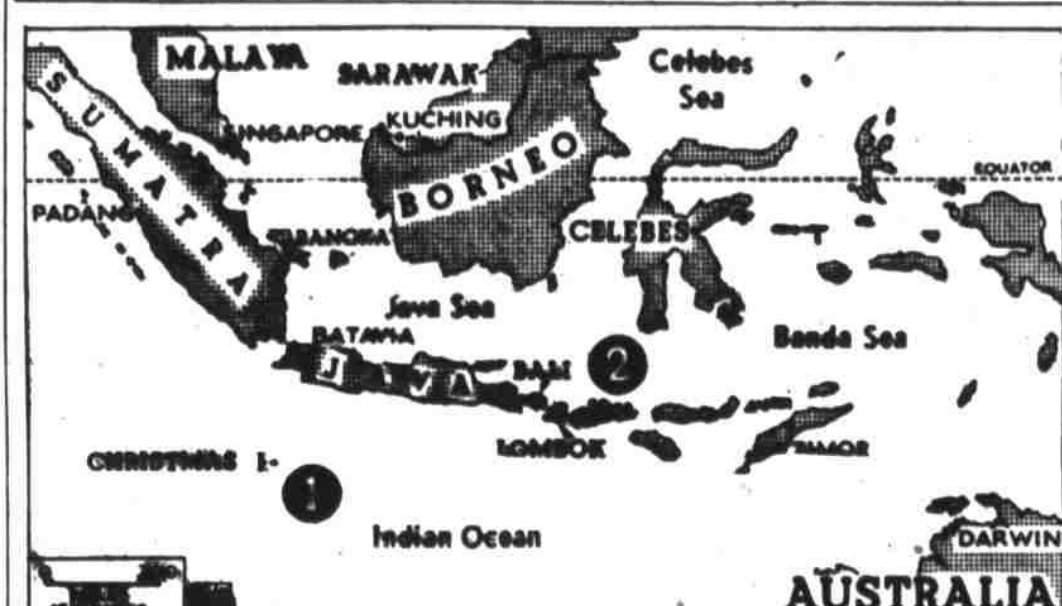 MALAYA
SARAWAK
Celebes
Sea
SUMATRA
SINGAPORE
KUCHING
BORNEO
EQUATOR
PADANG
CELEBES
Java Sea
BATAVIA
Banda Sea
JAVA
BALI
2
LOMBOK
CHRISTMAS I.
1
Indian Ocean
DARWIN
AUSTRALIA